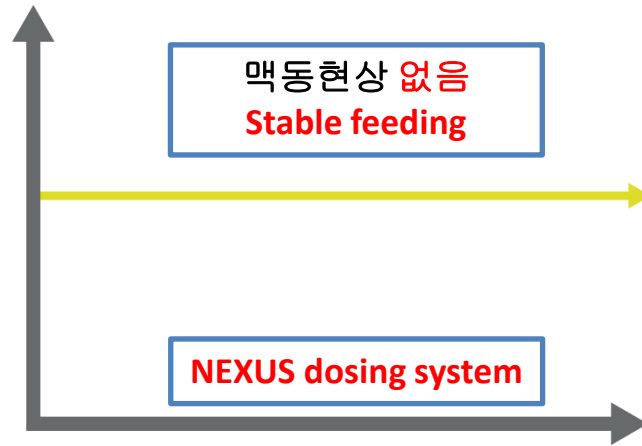 맥동현상 없음
Stable feeding
NEXUS dosing system